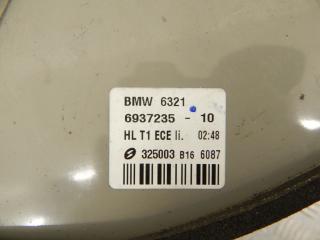 BMW 6321
6937235 - 10
HL T1 ECE li. 02:48
325003 B16 6087